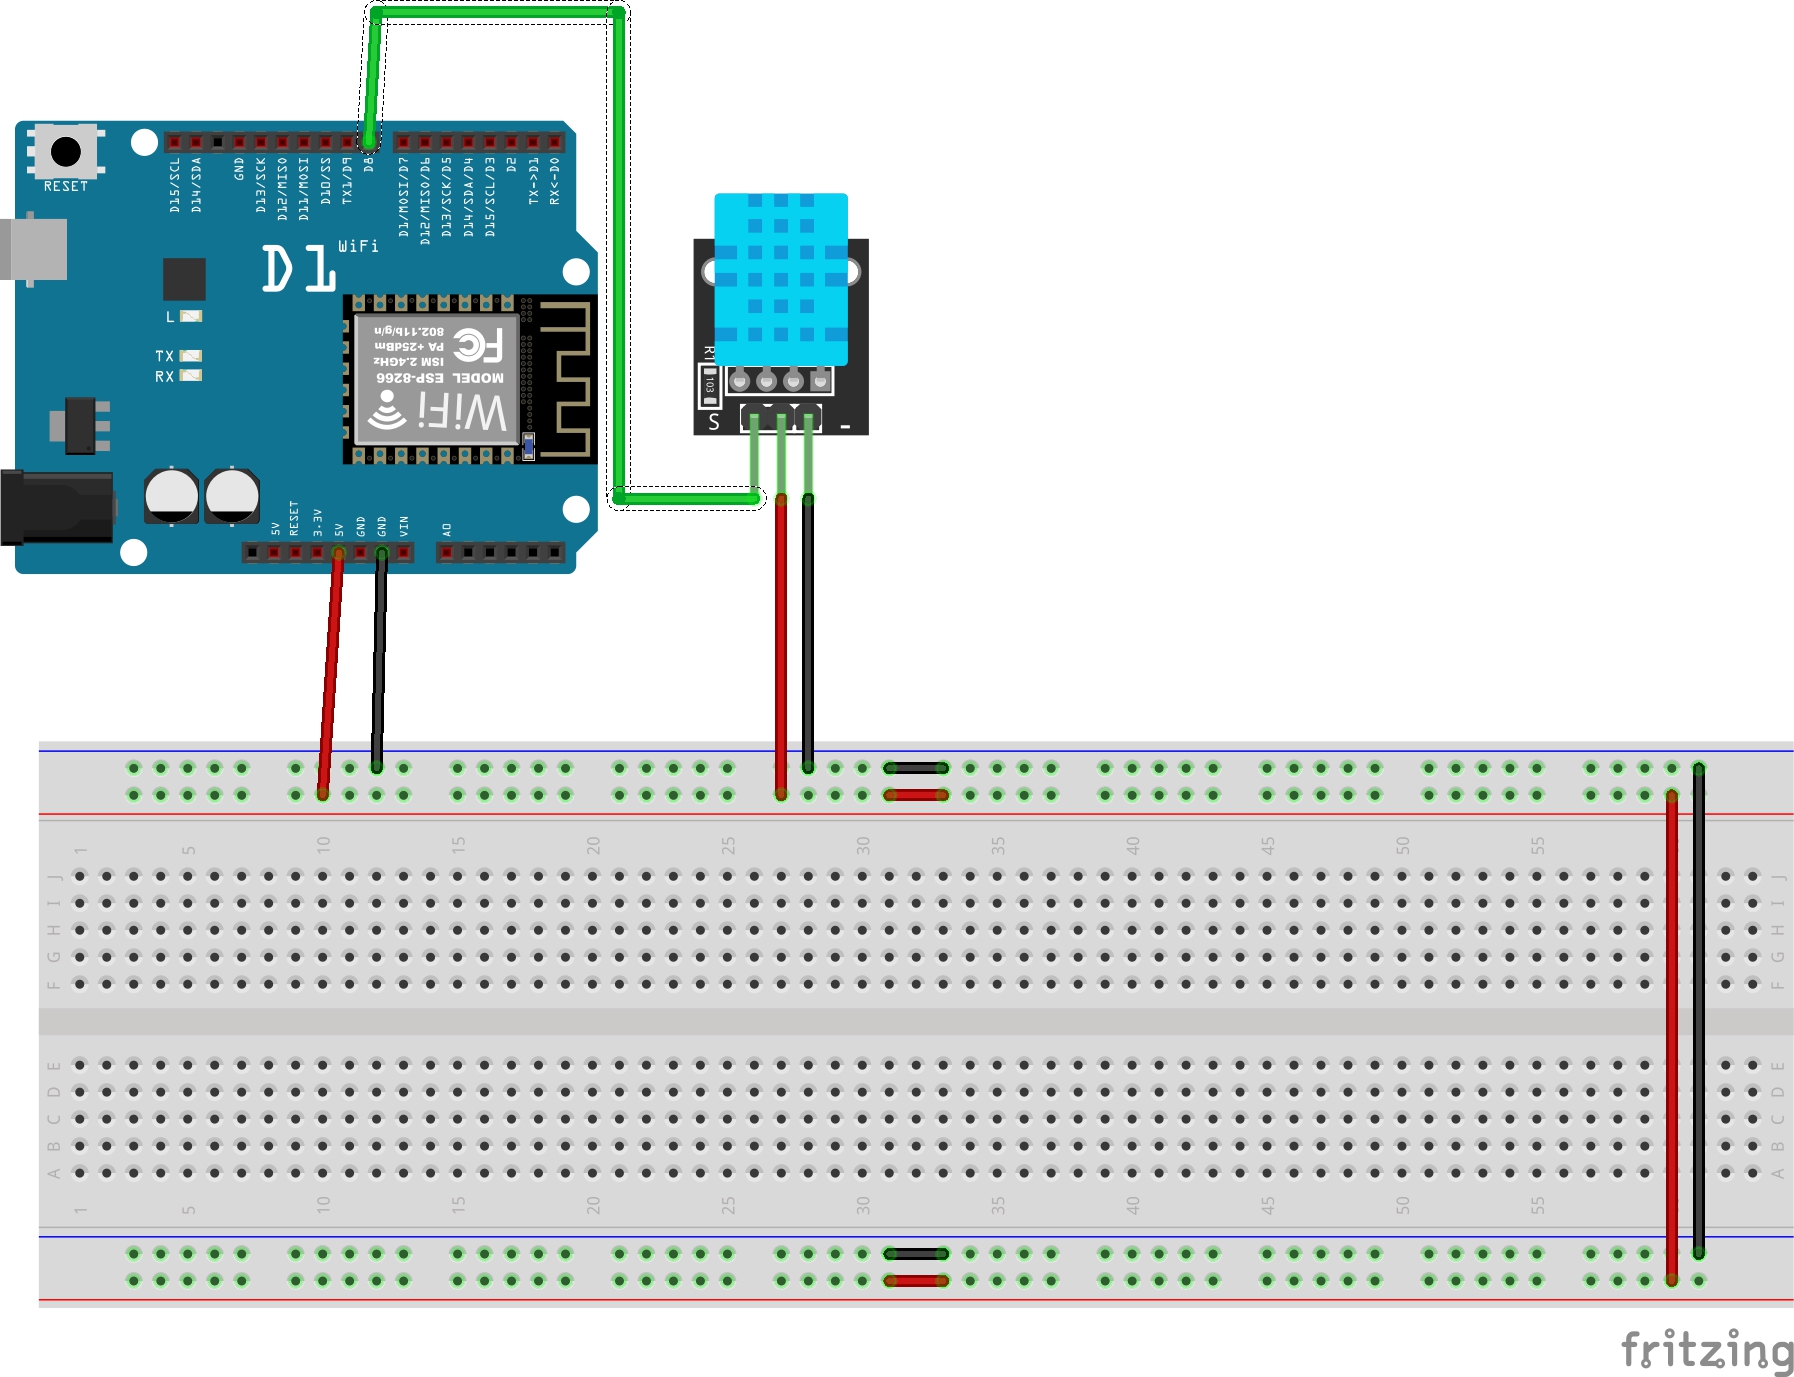 RESET
D15/SCL
D14/SDA
GND
D13/SCK
D12/MISO
D11/MOSI
D10/SS
TX1/D9
D8
D1/MOSI/D7
D12/MISO/D6
D13/SCK/D5
D14/SDA/D4
D15/SCL/D3
D2
TX->D1
RX<-D0
WiFi
D1
L
TX
RX
WiFi
MODEL ESP-8266
ISM 2.4GHz
PA +25dBm
802.11b/g/n
FC
5V
RESET
3.3V
5V
GND
GND
VIN
A0
R1
103
S
-
1 5 10 15 20 25 30 35 40 45 50 55
J J
I I
H H
G G
F F
E E
D D
C C
B B
A A
1 5 10 15 20 25 30 35 40 45 50 55
fritzing